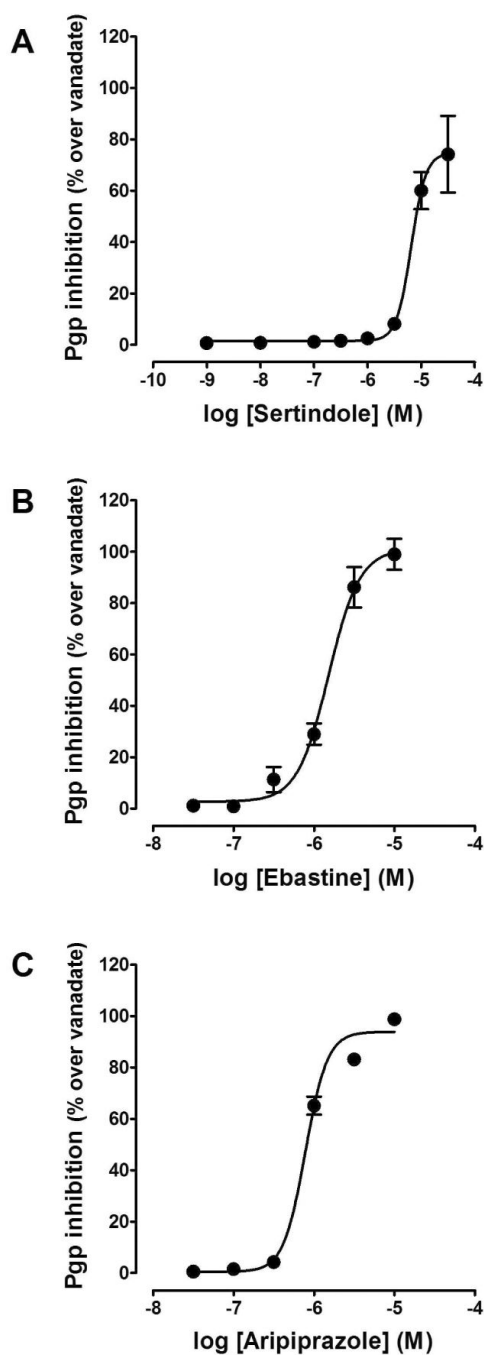 A
Pgp inhibition (% over vanadate)
120
100
80
60
40
20
0
-10 -9 -8 -7 -6 -5 -4
log [Sertindole] (M)
B
Pgp inhibition (% over vanadate)
120
100
80
60
40
20
0
-8 -7 -6 -5 -4
log [Ebastine] (M)
C
Pgp inhibition (% over vanadate)
120
100
80
60
40
20
0
-8 -7 -6 -5 -4
log [Aripiprazole] (M)